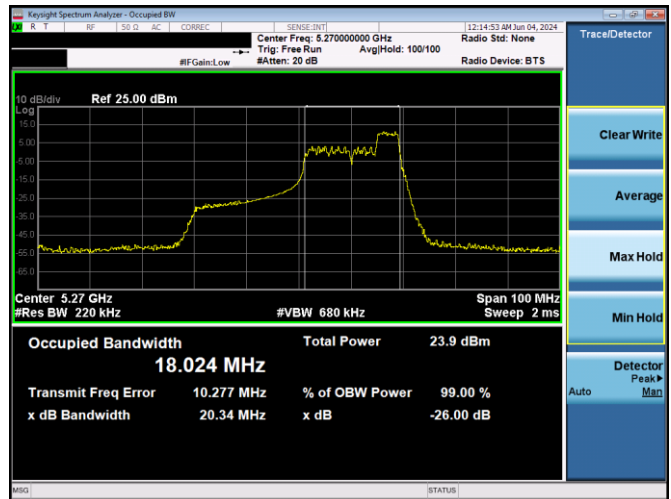 Keysight Spectrum Analyzer - Occupied BW
R T RF 50 Ω AC CORREC SENSE:INT 12:14:53 AM Jun 04, 2024
Center Freq: 5.270000000 GHz Radio Std: None
Trig: Free Run Avg|Hold: 100/100
#IFGain:Low #Atten: 20 dB Radio Device: BTS
10 dB/div Ref 25.00 dBm
Log
15.0
5.00
-5.00
-15.0
-25.0
-35.0
-45.0
-55.0
-65.0
Center 5.27 GHz Span 100 MHz
#Res BW 220 kHz #VBW 680 kHz Sweep 2 ms
Occupied Bandwidth Total Power 23.9 dBm
18.024 MHz
Transmit Freq Error 10.277 MHz % of OBW Power 99.00 %
x dB Bandwidth 20.34 MHz x dB -26.00 dB
MSG STATUS
Trace/Detector
Clear Write
Average
Max Hold
Min Hold
Detector
Peak▶
Auto Man